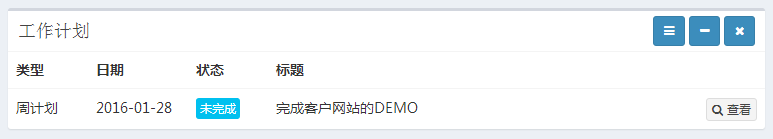 工作计划
类型 日期 状态 标题
周计划 2016-01-28 未完成 完成客户网站的DEMO 查看